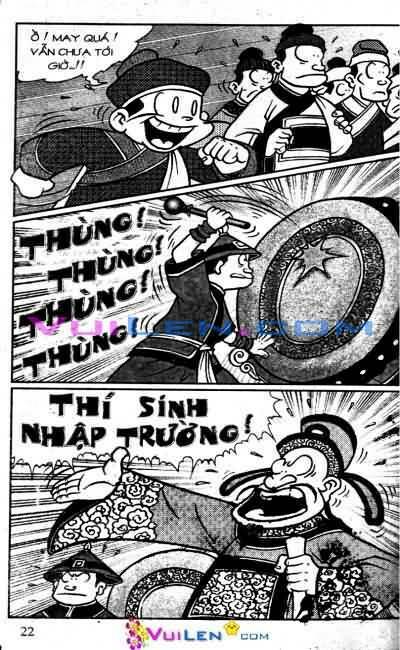 Ồ! MAY QUÁ!
VẪN CHƯA TỚI
GIỜ...!!
THÙNG!
THÙNG!
THÙNG!
THÙNG!
VuiLen.com
THÍ SINH
NHẬP TRƯỜNG!
22
VuiLen.com